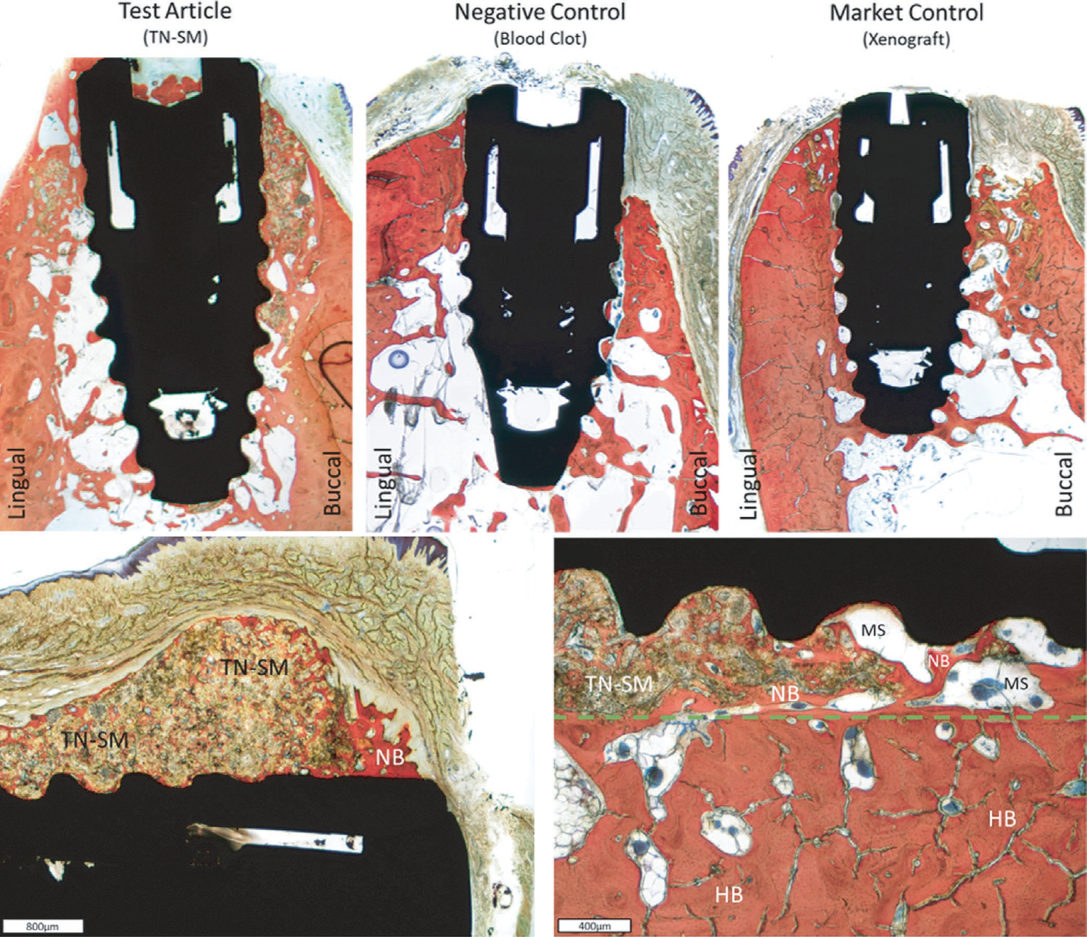 Test Article
(TN-SM)
Negative Control
(Blood Clot)
Market Control
(Xenograft)
Lingual
Buccal
Lingual
Buccal
Lingual
Buccal
TN-SM
TN-SM
NB
800µm
MS
NB
MS
TN-SM
NB
HB
HB
400µm